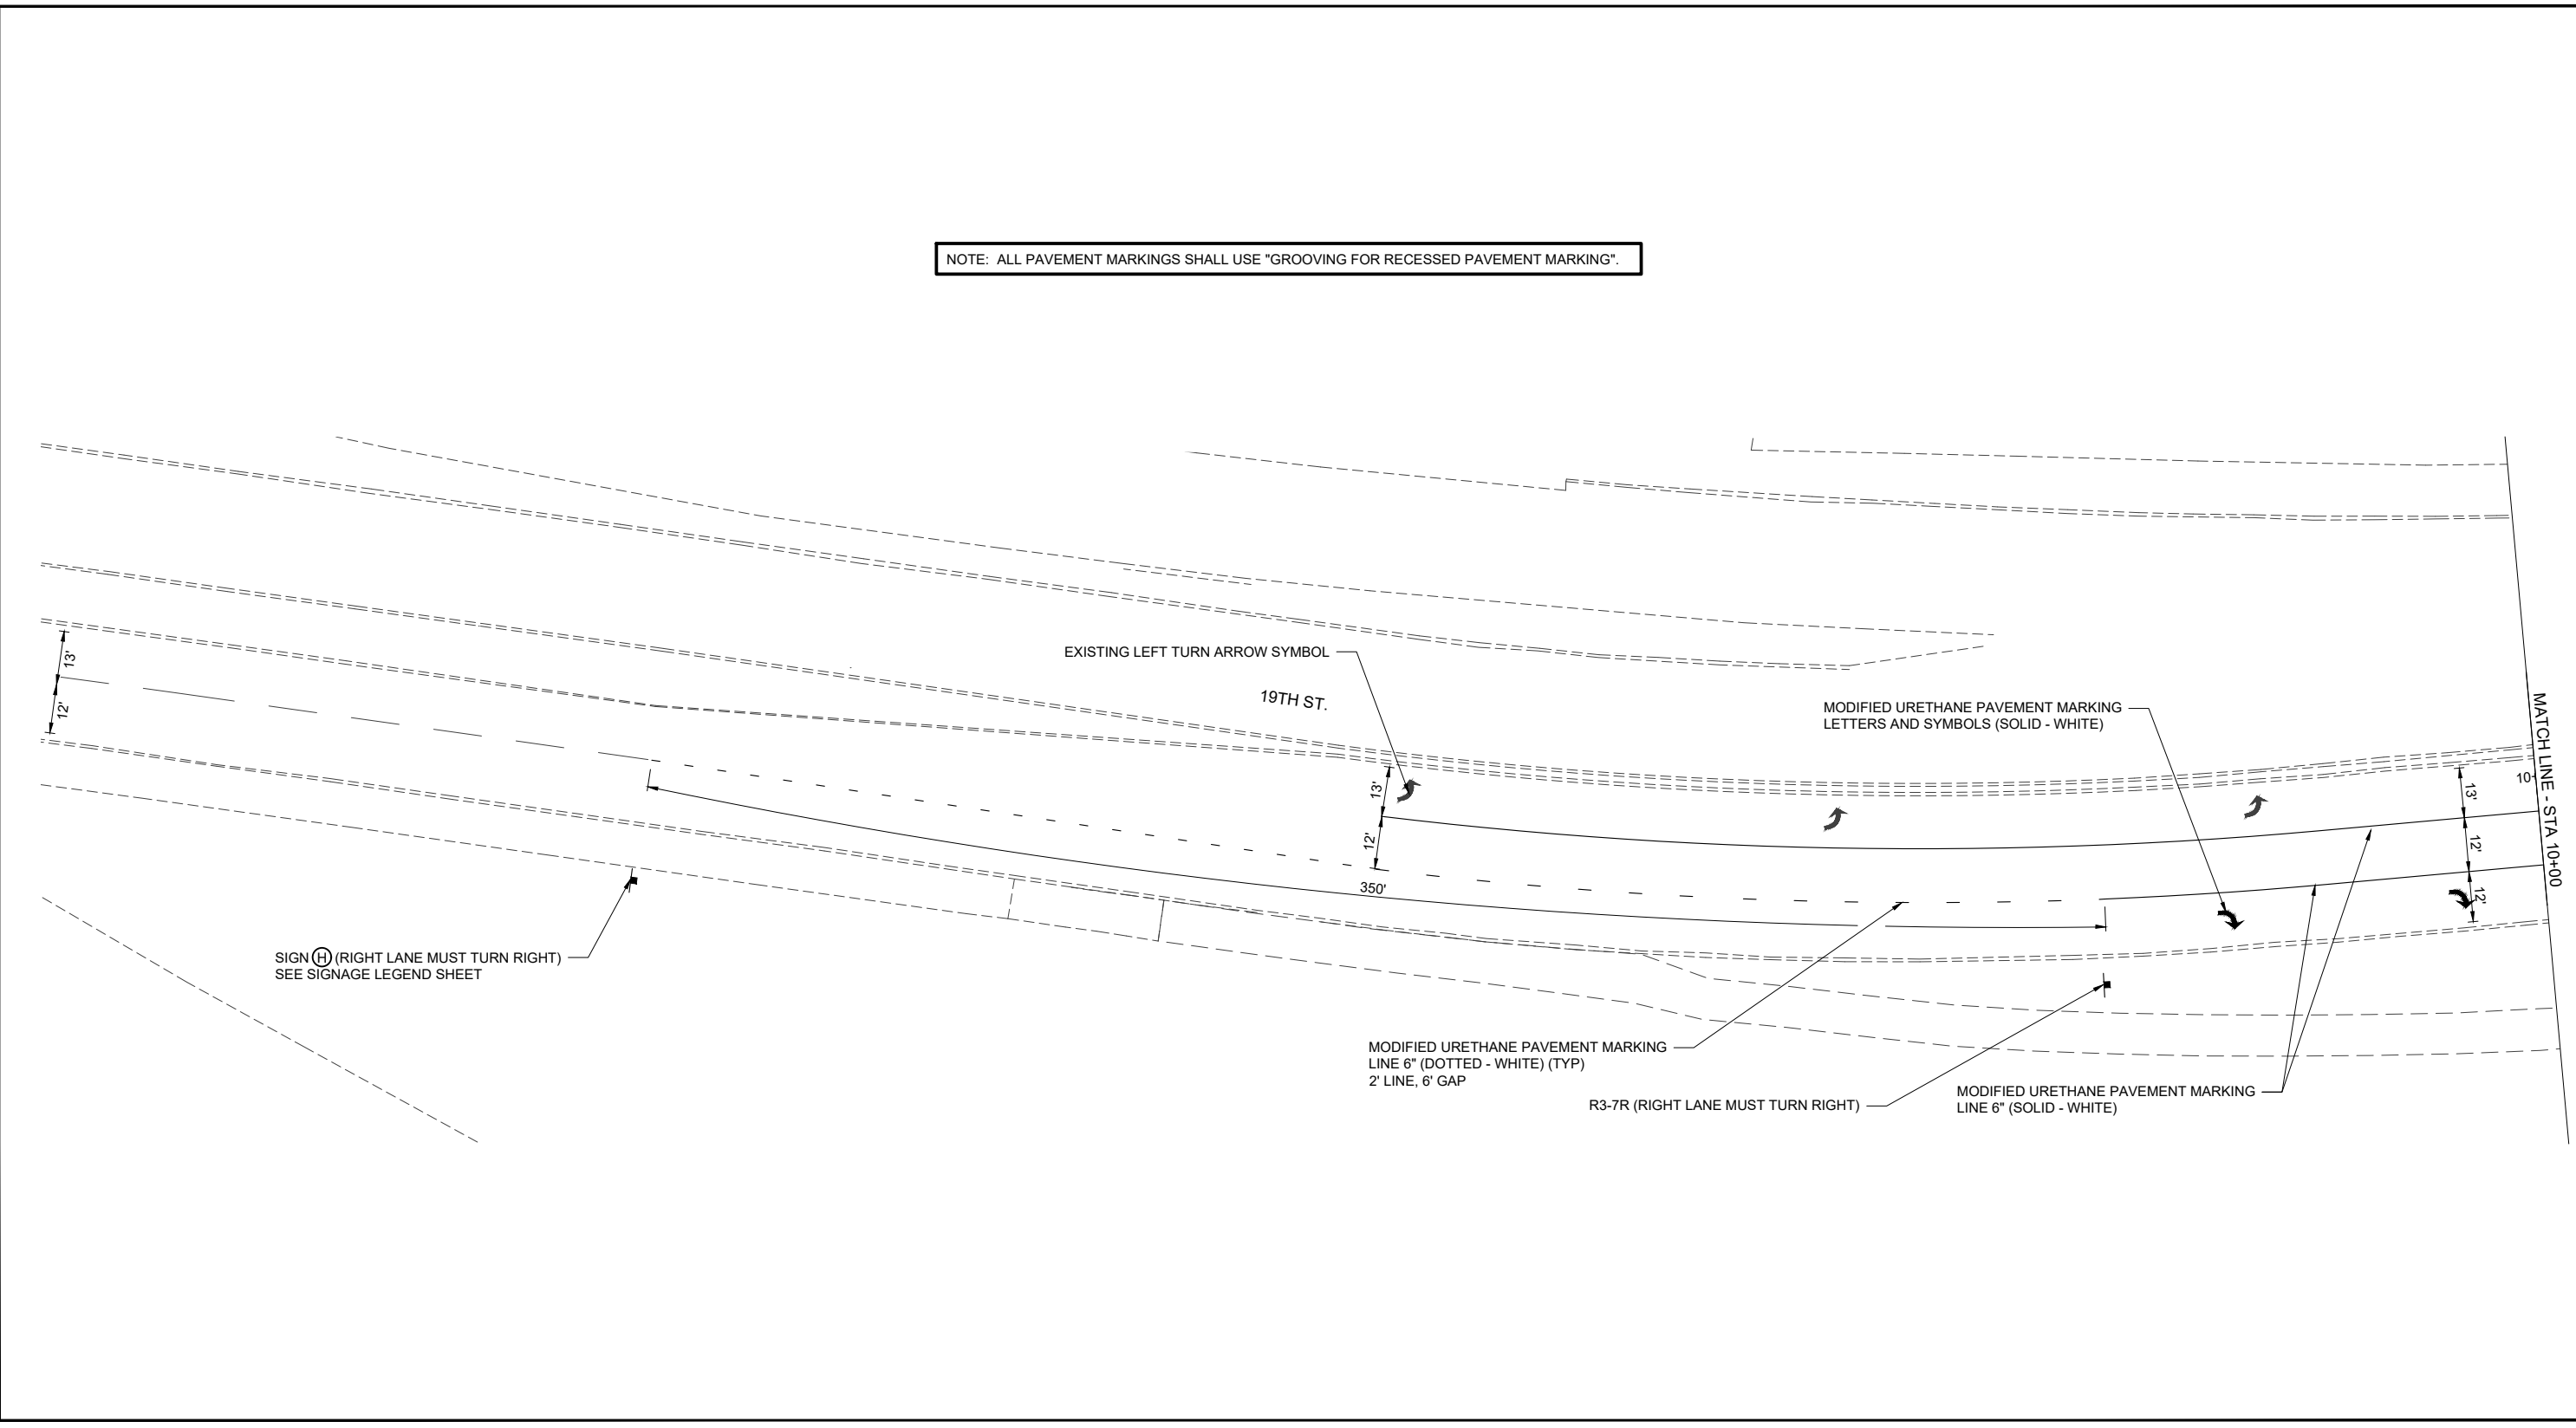 NOTE: ALL PAVEMENT MARKINGS SHALL USE "GROOVING FOR RECESSED PAVEMENT MARKING".
EXISTING LEFT TURN ARROW SYMBOL
19TH ST.
MODIFIED URETHANE PAVEMENT MARKING
LETTERS AND SYMBOLS (SOLID - WHITE)
MATCH LINE - STA 10+00
13'
12'
13'
12'
10+
13'
12'
12'
350'
SIGN H (RIGHT LANE MUST TURN RIGHT)
SEE SIGNAGE LEGEND SHEET
MODIFIED URETHANE PAVEMENT MARKING
LINE 6" (DOTTED - WHITE) (TYP)
2' LINE, 6' GAP
R3-7R (RIGHT LANE MUST TURN RIGHT)
MODIFIED URETHANE PAVEMENT MARKING
LINE 6" (SOLID - WHITE)